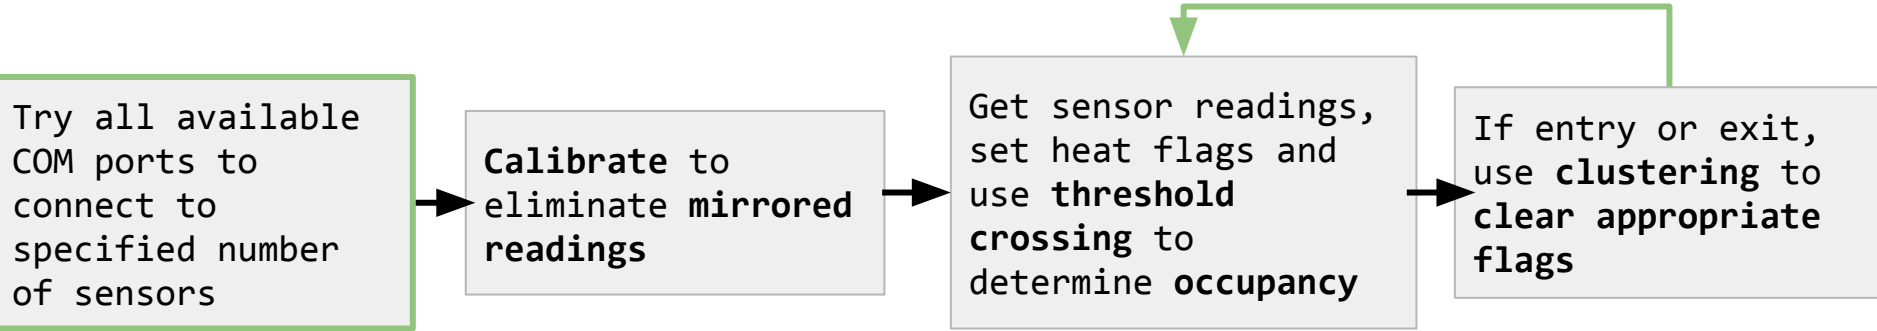 Try all available
COM ports to
connect to
specified number
of sensors
Calibrate to
eliminate mirrored
readings
Get sensor readings,
set heat flags and
use threshold
crossing to
determine occupancy
If entry or exit,
use clustering to
clear appropriate
flags